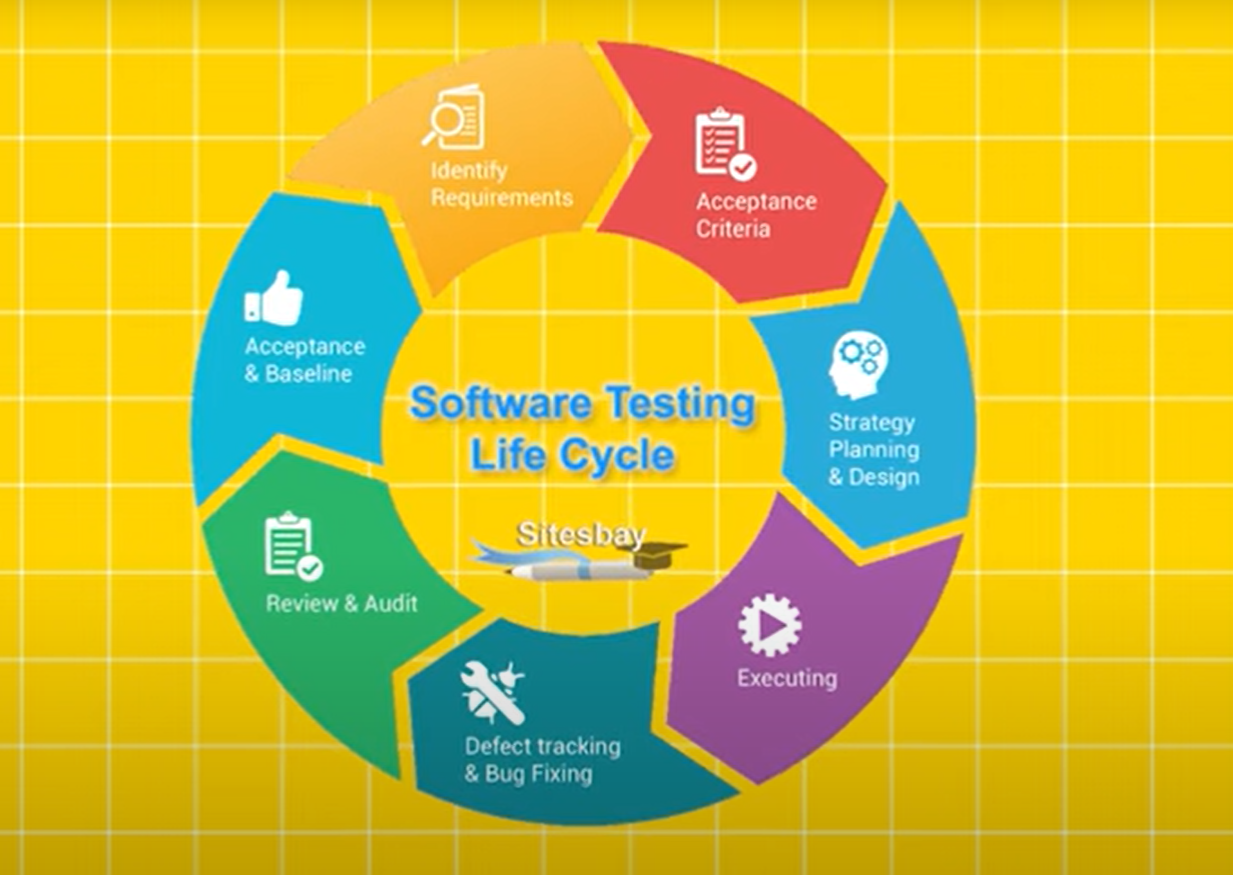 Identify
Requirements
Acceptance
Criteria
Strategy
Planning
& Design
Executing
Defect tracking
& Bug Fixing
Review & Audit
Acceptance
& Baseline
Software Testing
Life Cycle
Sitesbay